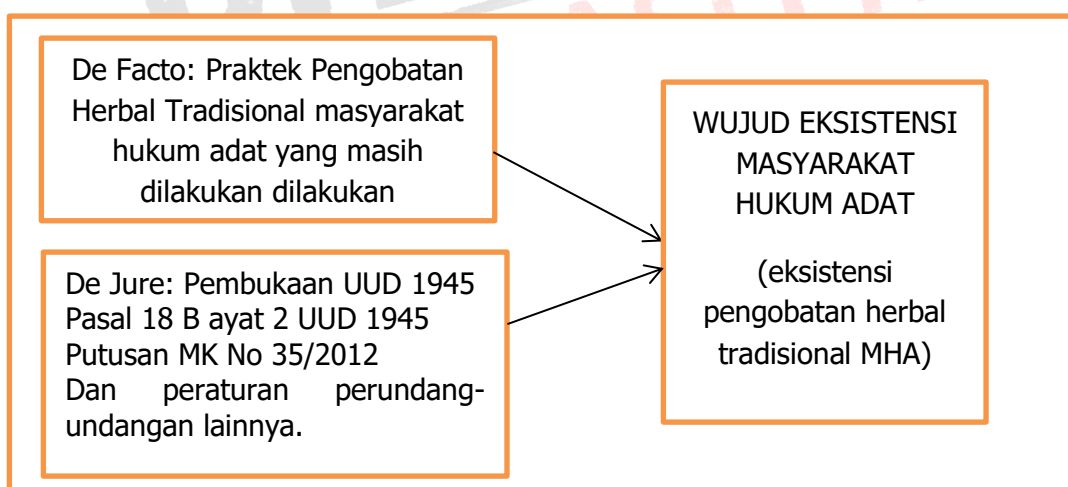 De Facto: Praktek Pengobatan
Herbal Tradisional masyarakat
hukum adat yang masih
dilakukan dilakukan
De Jure: Pembukaan UUD 1945
Pasal 18 B ayat 2 UUD 1945
Putusan MK No 35/2012
Dan peraturan perundang-
undangan lainnya.
WUJUD EKSISTENSI
MASYARAKAT
HUKUM ADAT
(eksistensi
pengobatan herbal
tradisional MHA)